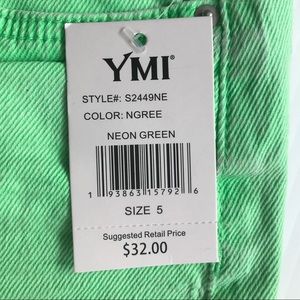 YMI
STYLE#: S2449NE
COLOR: NGREE
NEON GREEN
1 93863 15792 6
SIZE 5
Suggested Retail Price
$32.00